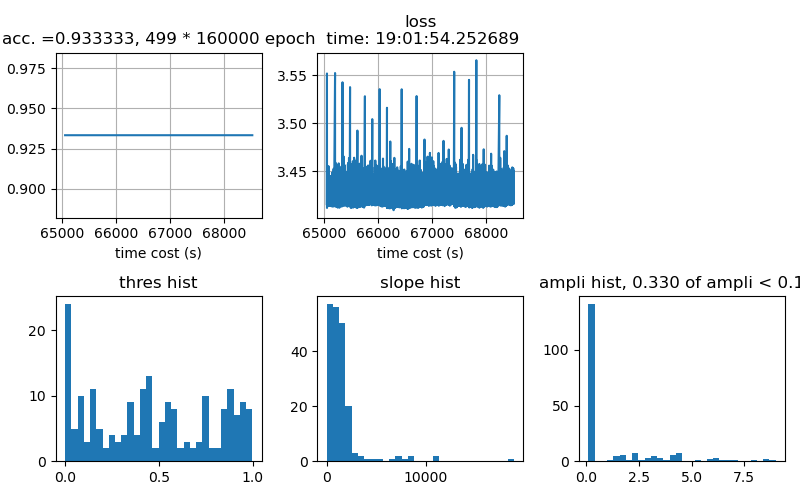 acc. =0.933333, 499 * 160000 epoch time: 19:01:54.252689
loss
0.975
0.950
0.925
0.900
65000 66000 67000 68000
time cost (s)
3.55
3.50
3.45
65000 66000 67000 68000
time cost (s)
thres hist
20
10
0
0.0 0.5 1.0
slope hist
40
20
0
0 10000
ampli hist, 0.330 of ampli < 0.1
100
50
0
0.0 2.5 5.0 7.5